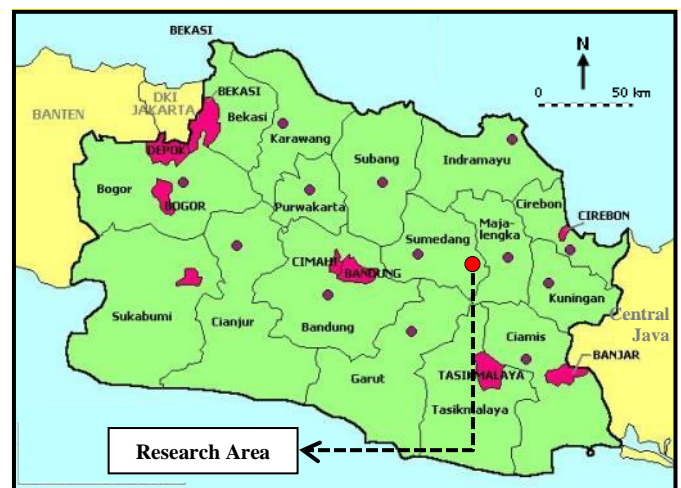 BEKASI
N
0 50 km
BANTEN
DKI
JAKARTA
BEKASI
Bekasi
Karawang
DEPOK
Subang
Indramayu
Bogor
BOGOR
Purwakarta
Cirebon
CIREBON
Maja-
lengka
Sumedang
CIMAHI
BANDUNG
Kuningan
Sukabumi
Cianjur
Bandung
Central
Java
Ciamis
BANJAR
Garut
TASIKMALAYA
Tasikmalaya
Research Area